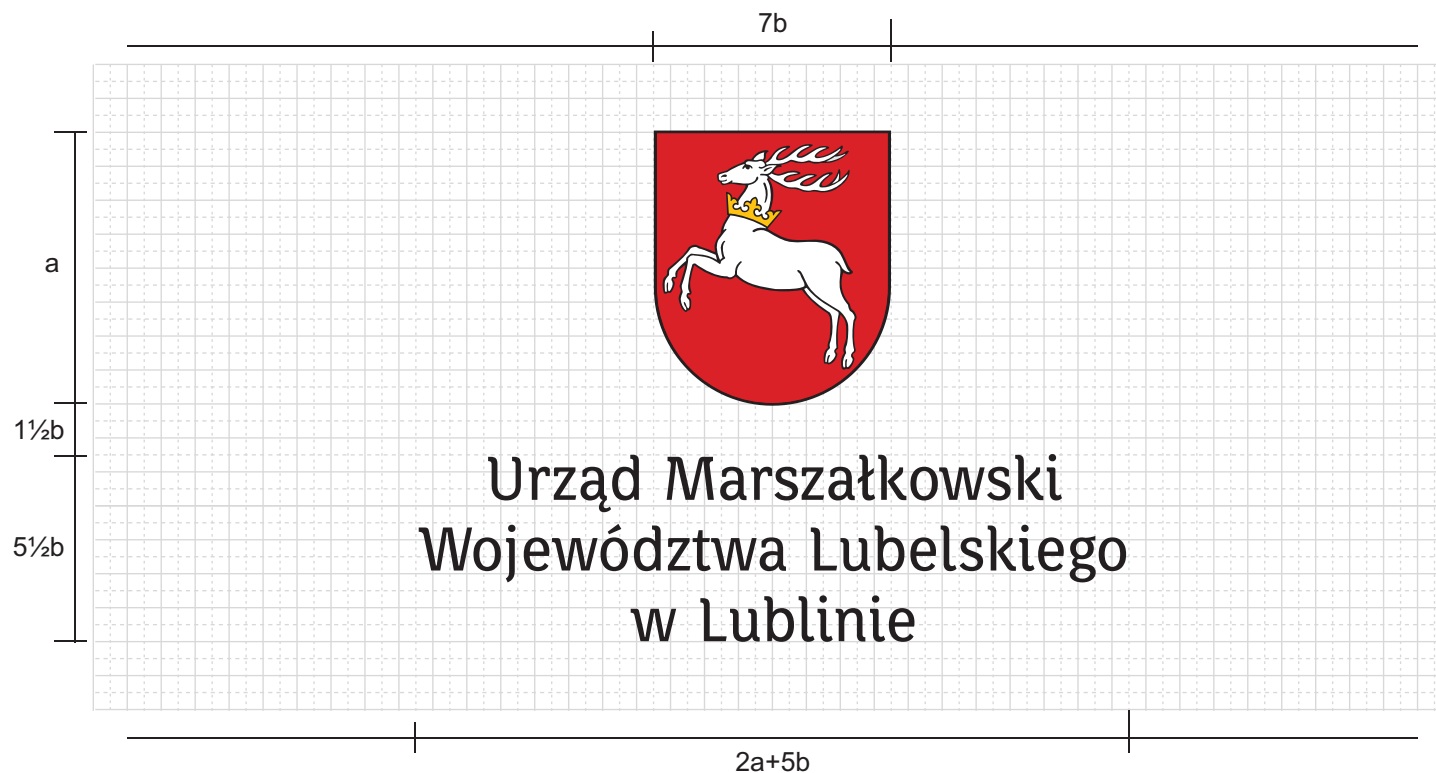 7b
a
1½b
Urząd Marszałkowski
5½b
Województwa Lubelskiego
w Lublinie
2a+5b